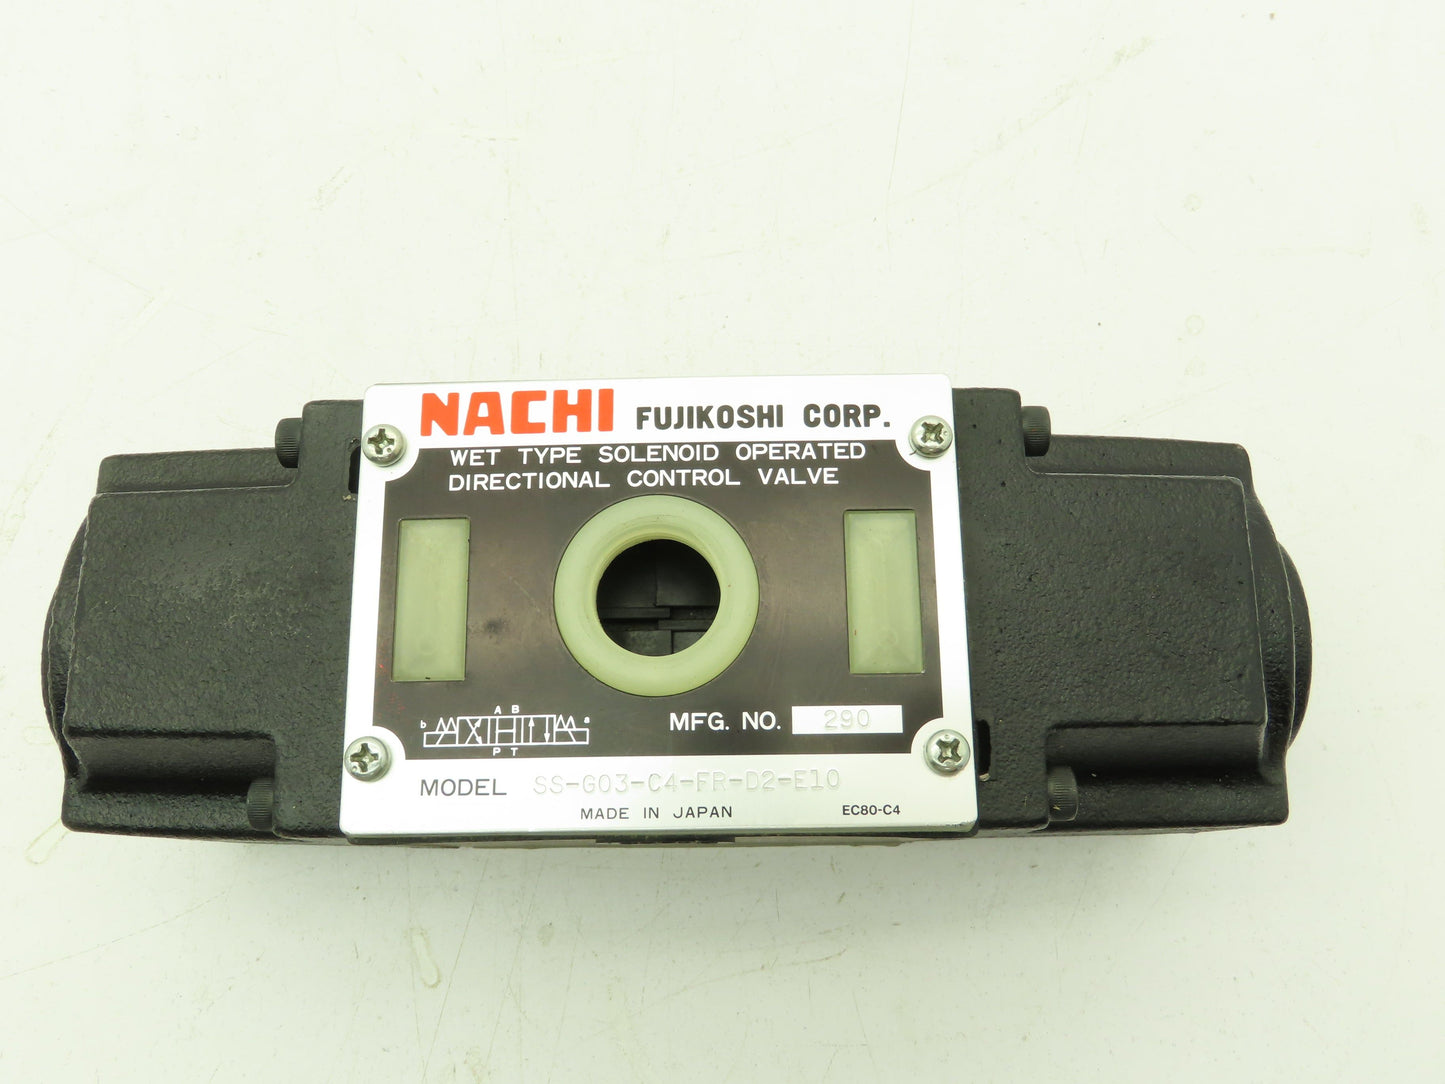 NACHI FUJIKOSHI CORP.
WET TYPE SOLENOID OPERATED
DIRECTIONAL CONTROL VALVE
A B
b a
P T
MFG. NO. 290
MODEL SS-G03-C4-FR-D2-E10
MADE IN JAPAN EC80-C4